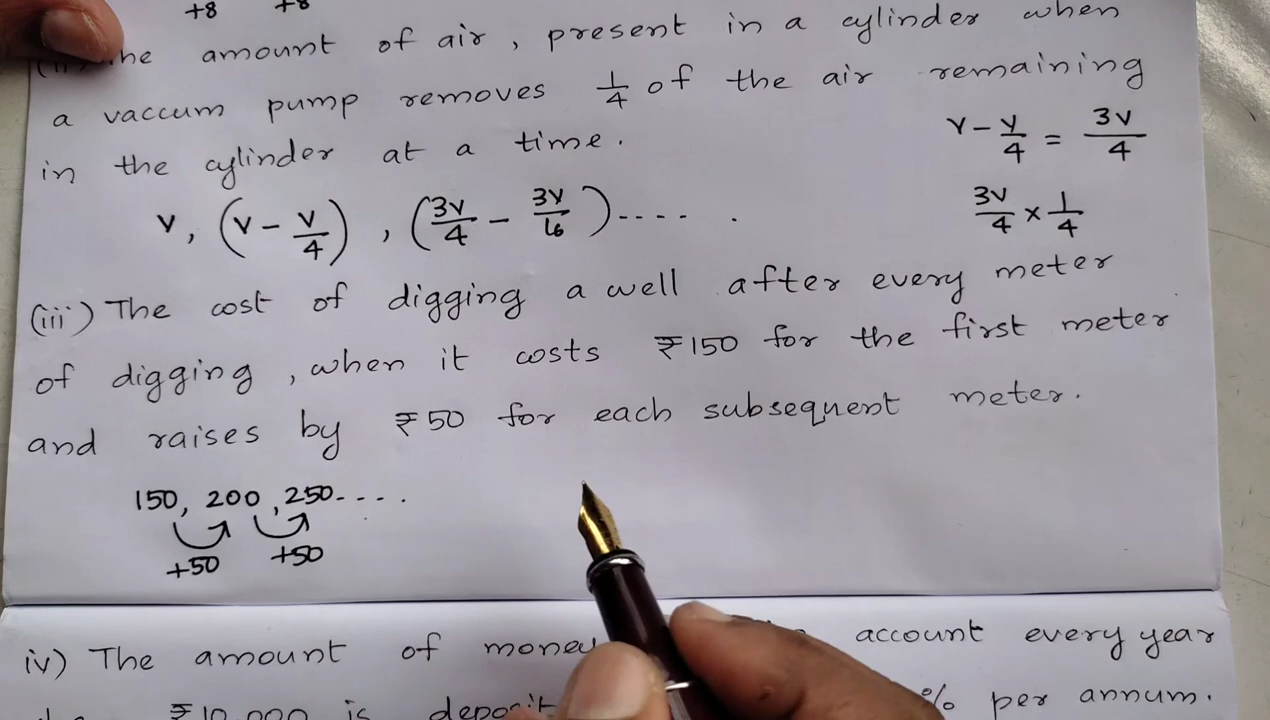 +8 +8
the amount of air, present in a cylinder when
a vaccum pump removes 1/4 of the air remaining
in the cylinder at a time.
v - v/4 = 3v/4
3v/4 × 1/4
v, (v - v/4), (3v/4 - 3v/16)---- .
(iii) The cost of digging a well after every meter
of digging, when it costs ₹150 for the first meter
and raises by ₹50 for each subsequent meter.
150, 200, 250----
+50 +50
iv) The amount of money account every year
₹10,000 is deposit % per annum.